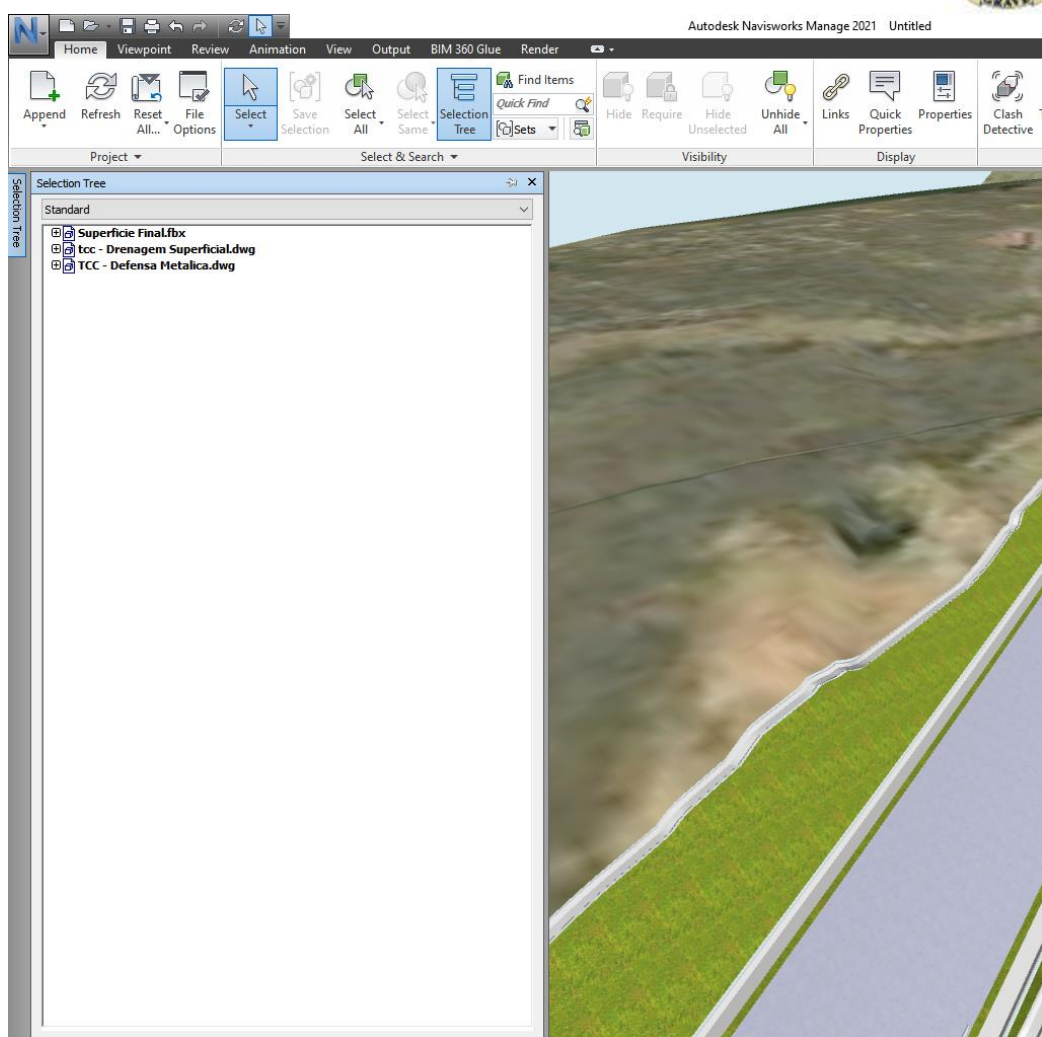 Autodesk Navisworks Manage 2021 Untitled
Home Viewpoint Review Animation View Output BIM 360 Glue Render
Append Refresh Reset All... File Options
Project
Select Save Selection Select All Select Same Selection Tree
Find Items
Quick Find
Sets
Select & Search
Hide Require Hide Unselected Unhide All
Visibility
Links Quick Properties Properties
Display
Clash Detective
Selection Tree
Selection Tree
Standard
Superficie Final.fbx
tcc - Drenagem Superficial.dwg
TCC - Defensa Metalica.dwg